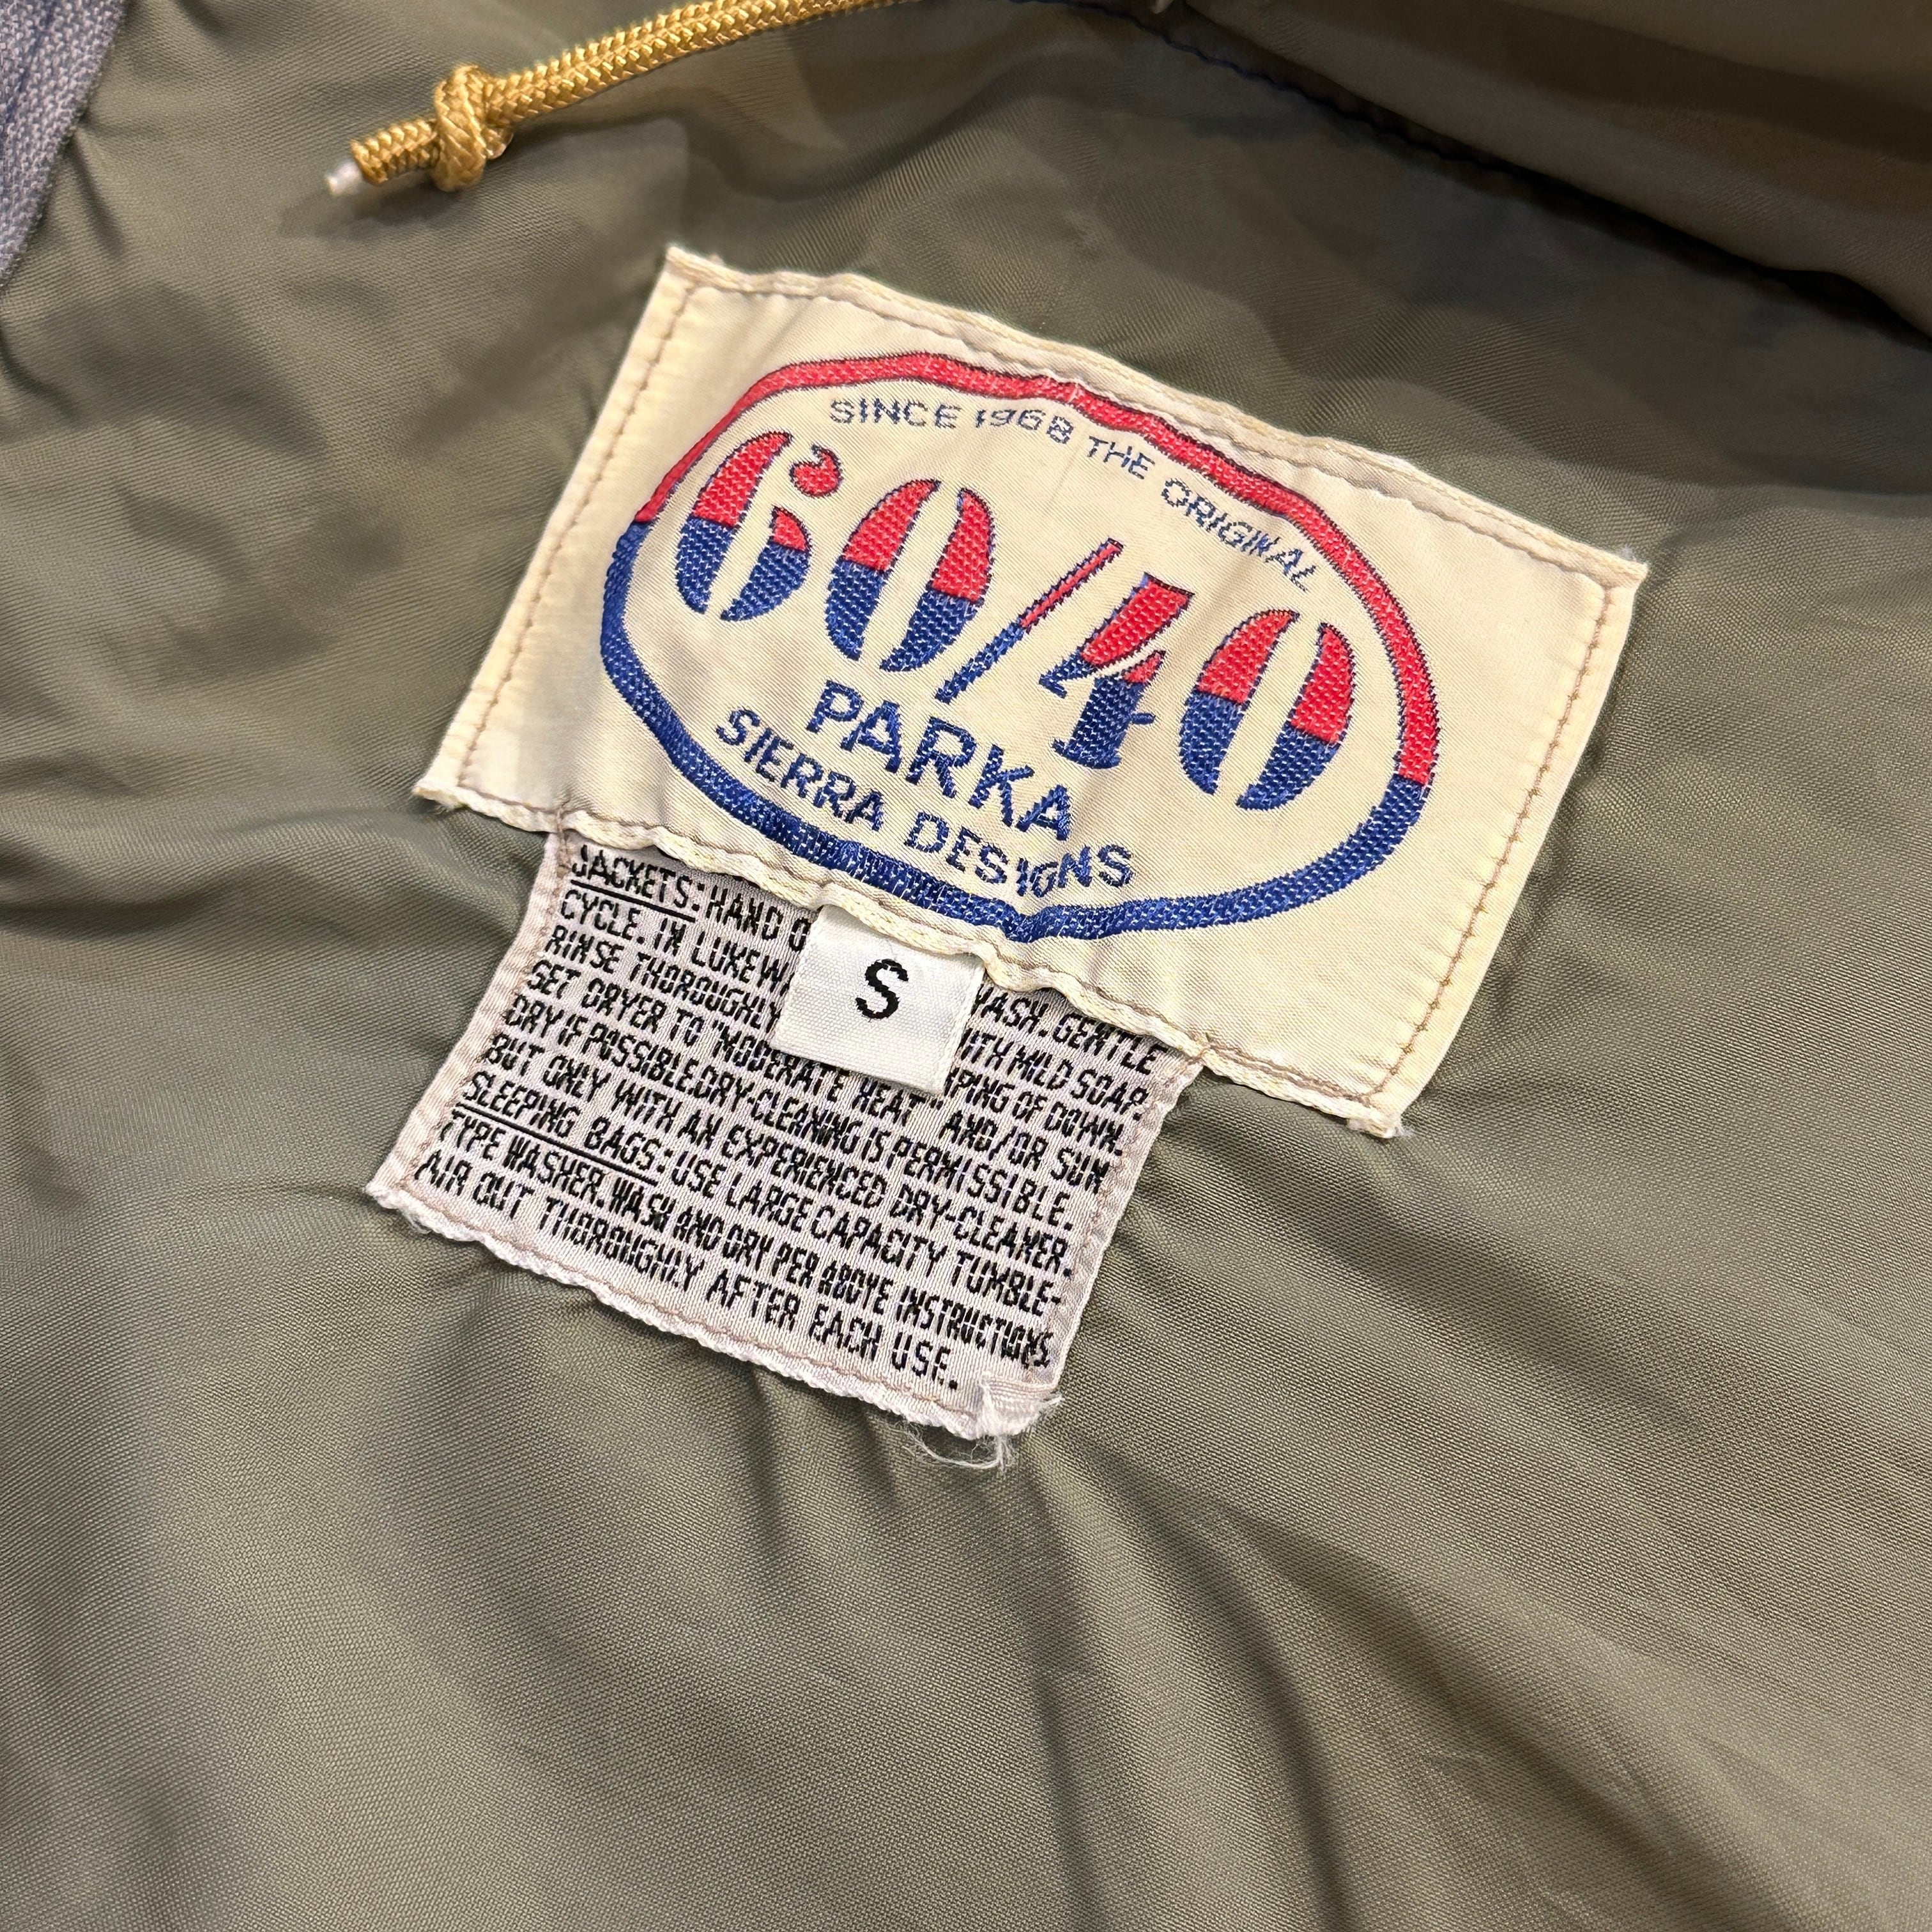 SINCE 1968 THE ORIGINAL
60/40
PARKA
SIERRA DESIGNS
S
JACKETS: HAND WASH. GENTLE
CYCLE. IN LUKEW WITH MILD SOAP.
RINSE THOROUGHLY OF DOWN.
SET DRYER TO "MODERATE HEAT" AND/OR SUN
DRY IF POSSIBLE. DRY-CLEANING IS PERMISSIBLE.
BUT ONLY WITH AN EXPERIENCED DRY-CLEANER.
SLEEPING BAGS: USE LARGE CAPACITY TUMBLE-
TYPE WASHER. WASH AND DRY PER ABOVE INSTRUCTIONS.
AIR OUT THOROUGHLY AFTER EACH USE.